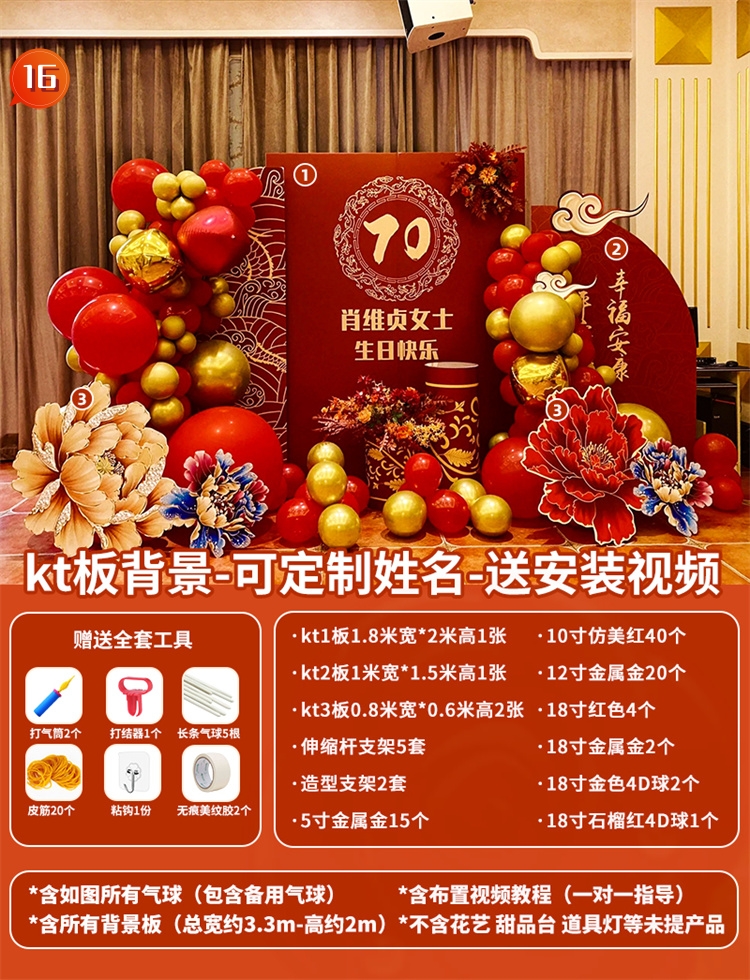 16
1
70
肖维贞女士
生日快乐
2
幸福安康
3
3
kt板背景-可定制姓名-送安装视频
赠送全套工具
打气筒2个
打结器1个
长条气球5根
皮筋20个
粘钩1份
无痕美纹胶2个
·kt1板1.8米宽*2米高1张
·kt2板1米宽*1.5米高1张
·kt3板0.8米宽*0.6米高2张
·伸缩杆支架5套
·造型支架2套
·5寸金属金15个
·10寸仿美红40个
·12寸金属金20个
·18寸红色4个
·18寸金属金2个
·18寸金色4D球2个
·18寸石榴红4D球1个
*含如图所有气球（包含备用气球）
*含布置视频教程（一对一指导）
*含所有背景板（总宽约3.3m-高约2m）
*不含花艺 甜品台 道具灯等未提产品